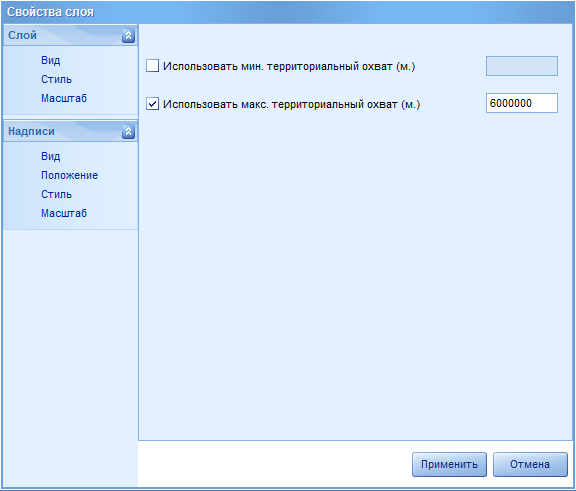 Свойства слоя
Слой
Вид
Стиль
Масштаб
Надписи
Вид
Положение
Стиль
Масштаб
Использовать мин. территориальный охват (м.)
Использовать макс. территориальный охват (м.)
6000000
Применить
Отмена